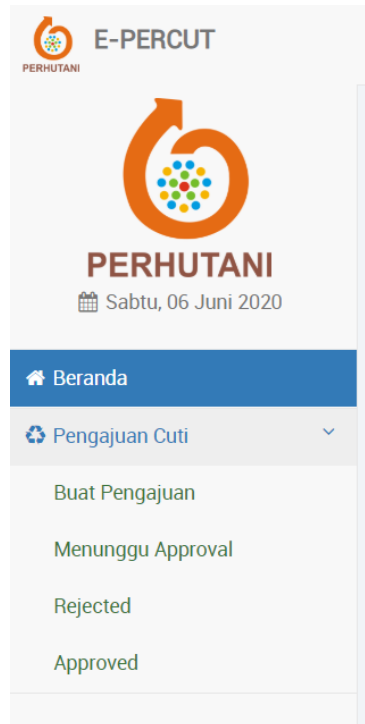 E-PERCUT
PERHUTANI
PERHUTANI
Sabtu, 06 Juni 2020
Beranda
Pengajuan Cuti
Buat Pengajuan
Menunggu Approval
Rejected
Approved